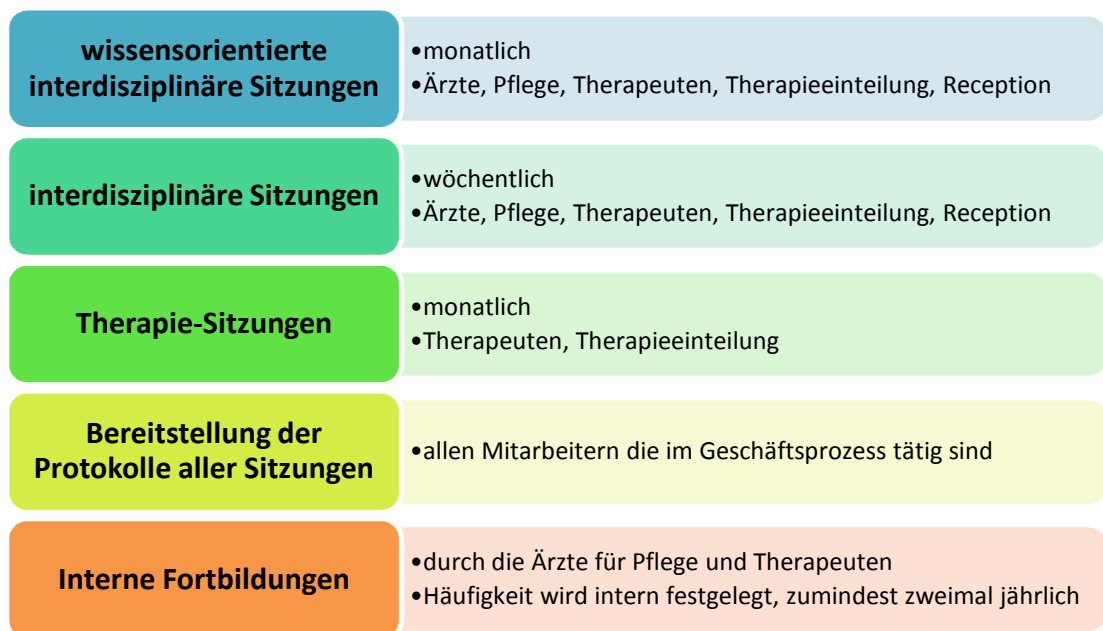 wissensorientierte
interdisziplinäre Sitzungen
•monatlich
•Ärzte, Pflege, Therapeuten, Therapieeinteilung, Reception
interdisziplinäre Sitzungen
•wöchentlich
•Ärzte, Pflege, Therapeuten, Therapieeinteilung, Reception
Therapie-Sitzungen
•monatlich
•Therapeuten, Therapieeinteilung
Bereitstellung der
Protokolle aller Sitzungen
•allen Mitarbeitern die im Geschäftsprozess tätig sind
Interne Fortbildungen
•durch die Ärzte für Pflege und Therapeuten
•Häufigkeit wird intern festgelegt, zumindest zweimal jährlich